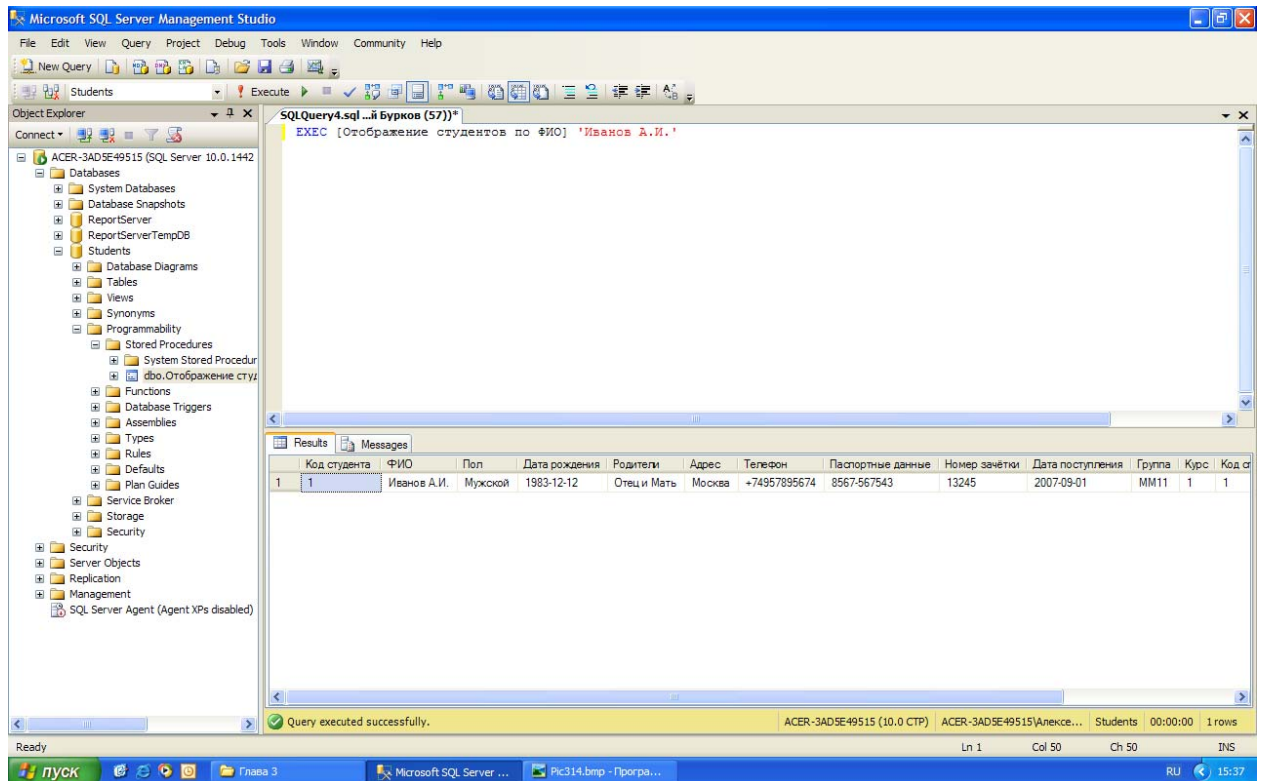 Microsoft SQL Server Management Studio
File Edit View Query Project Debug Tools Window Community Help
New Query
Students Execute
Object Explorer
SQLQuery4.sql ...й Бурков (57))*
Connect
EXEC [Отображение студентов по ФИО] 'Иванов А.И.'
ACER-3AD5E49515 (SQL Server 10.0.1442
Databases
System Databases
Database Snapshots
ReportServer
ReportServerTempDB
Students
Database Diagrams
Tables
Views
Synonyms
Programmability
Stored Procedures
System Stored Procedur
dbo.Отображение студ
Functions
Database Triggers
Assemblies
Types
Rules
Defaults
Plan Guides
Service Broker
Storage
Security
Security
Server Objects
Replication
Management
SQL Server Agent (Agent XPs disabled)
Results Messages
Код студента ФИО Пол Дата рождения Родители Адрес Телефон Паспортные данные Номер зачётки Дата поступления Группа Курс Код ст
1 1 Иванов А.И. Мужской 1983-12-12 Отец и Мать Москва +74957895674 8567-567543 13245 2007-09-01 ММ11 1 1
Query executed successfully. ACER-3AD5E49515 (10.0 CTP) ACER-3AD5E49515\Алексе... Students 00:00:00 1 rows
Ready Ln 1 Col 50 Ch 50 INS
пуск Глава 3 Microsoft SQL Server ... Pic314.bmp - Програ... RU 15:37